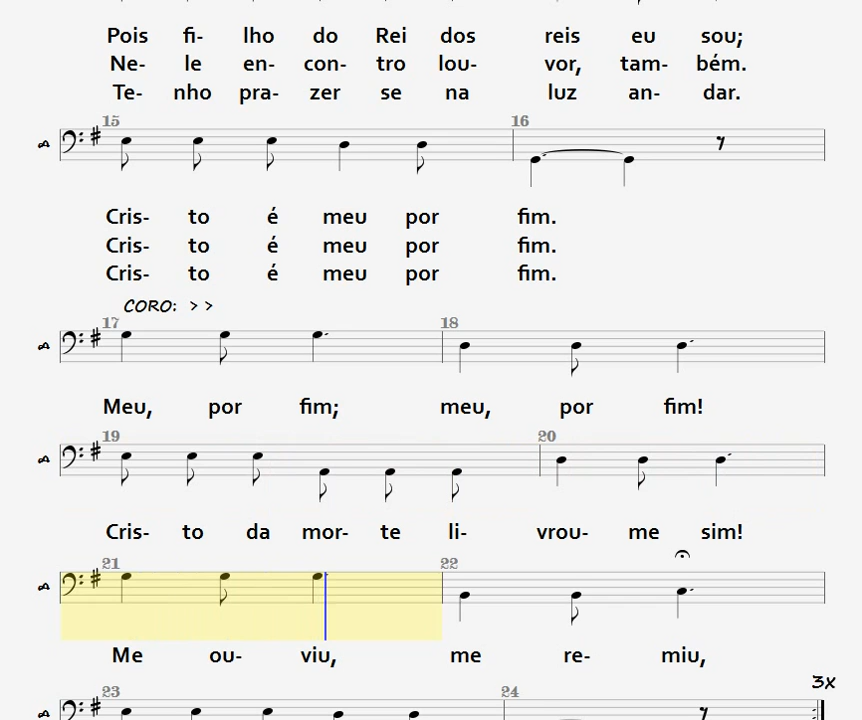 Pois fi- lho do Rei dos reis eu sou;
Ne- le en- con- tro lou- vor, tam- bém.
Te- nho pra- zer se na luz an- dar.
15 16
Cris- to é meu por fim.
Cris- to é meu por fim.
Cris- to é meu por fim.
CORO: > >
17 18
Meu, por fim; meu, por fim!
19 20
Cris- to da mor- te li- vrou- me sim!
21 22
Me ou- viu, me re- miu,
3X
23 24